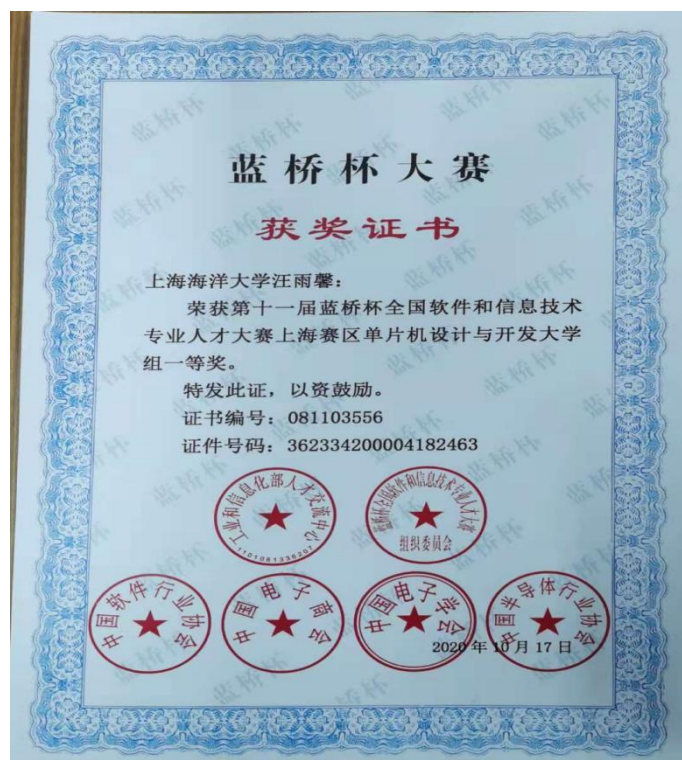 蓝桥杯大赛
获奖证书
上海海洋大学汪雨馨：
荣获第十一届蓝桥杯全国软件和信息技术
专业人才大赛上海赛区单片机设计与开发大学
组一等奖。
特发此证，以资鼓励。
证书编号：081103556
证件号码：362334200004182463
工业和信息化部人才交流中心
1101081336207
蓝桥杯全国软件和信息技术专业人才大赛
组织委员会
中国软件行业协会
中国电子商会
中国电子学会
中国半导体行业协会
2020年10月17日